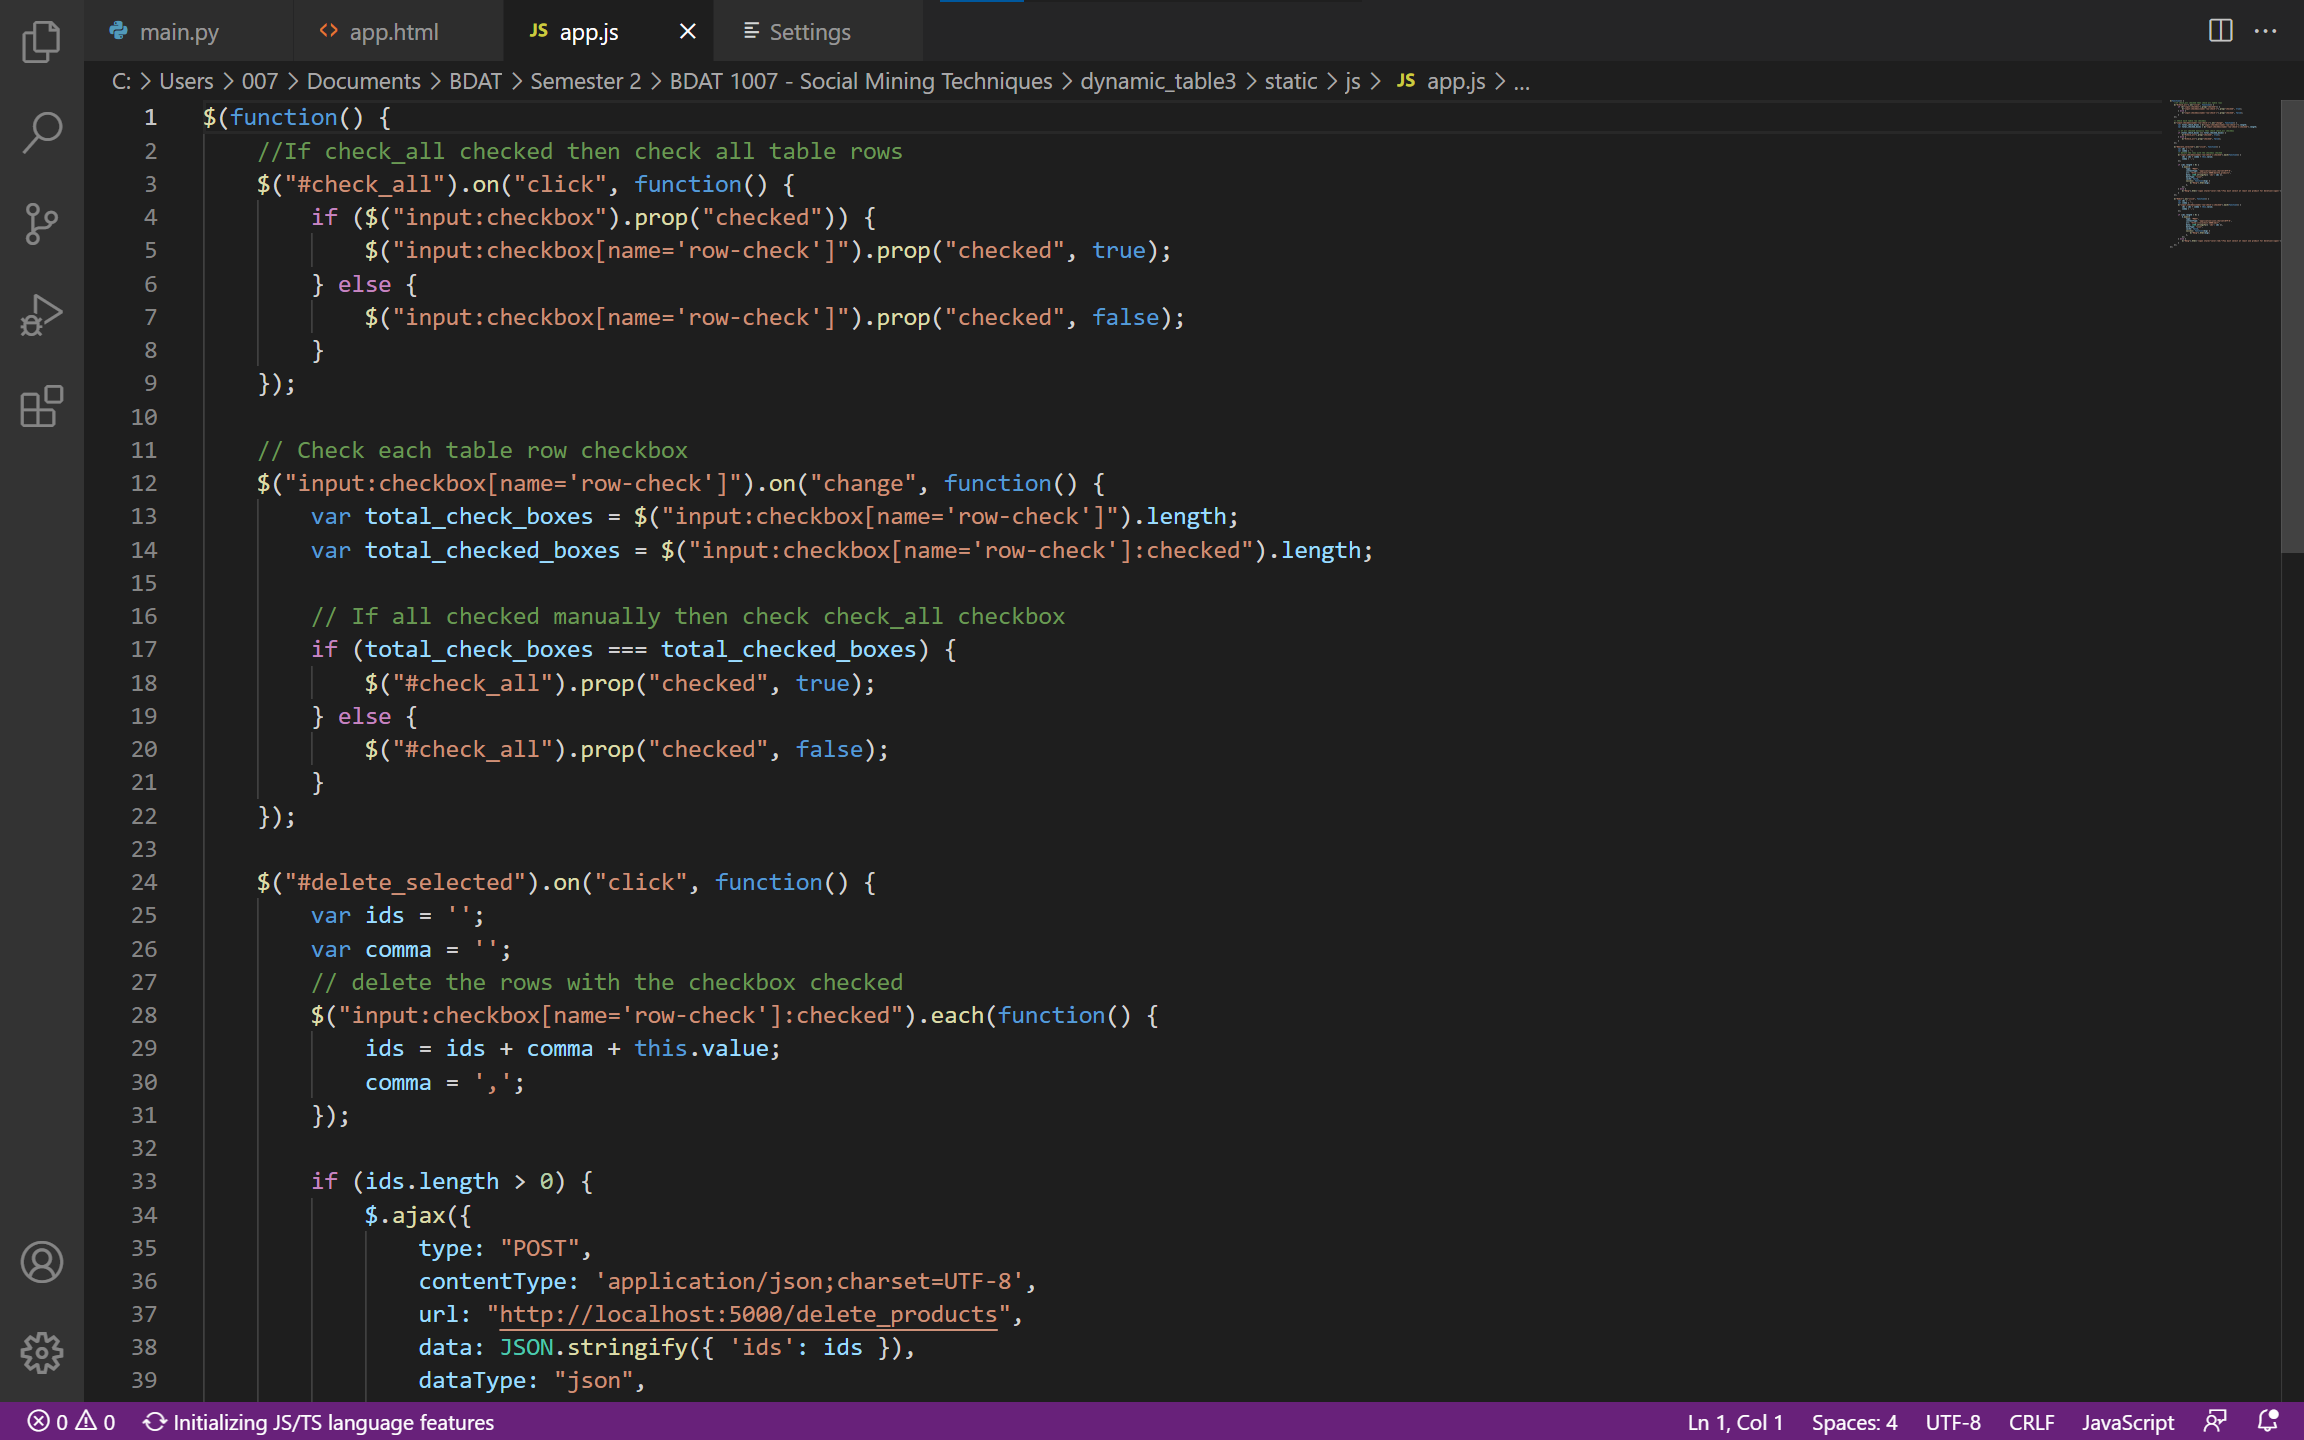 main.py app.html JS app.js Settings
C: > Users > 007 > Documents > BDAT > Semester 2 > BDAT 1007 - Social Mining Techniques > dynamic_table3 > static > js > JS app.js > ...
1 $(function() {
2     //If check_all checked then check all table rows
3     $("#check_all").on("click", function() {
4         if ($("input:checkbox").prop("checked")) {
5             $("input:checkbox[name='row-check']").prop("checked", true);
6         } else {
7             $("input:checkbox[name='row-check']").prop("checked", false);
8         }
9     });
10
11     // Check each table row checkbox
12     $("input:checkbox[name='row-check']").on("change", function() {
13         var total_check_boxes = $("input:checkbox[name='row-check']").length;
14         var total_checked_boxes = $("input:checkbox[name='row-check']:checked").length;
15
16         // If all checked manually then check check_all checkbox
17         if (total_check_boxes === total_checked_boxes) {
18             $("#check_all").prop("checked", true);
19         } else {
20             $("#check_all").prop("checked", false);
21         }
22     });
23
24     $("#delete_selected").on("click", function() {
25         var ids = '';
26         var comma = '';
27         // delete the rows with the checkbox checked
28         $("input:checkbox[name='row-check']:checked").each(function() {
29             ids = ids + comma + this.value;
30             comma = ',';
31         });
32
33         if (ids.length > 0) {
34             $.ajax({
35                 type: "POST",
36                 contentType: 'application/json;charset=UTF-8',
37                 url: "http://localhost:5000/delete_products",
38                 data: JSON.stringify({ 'ids': ids }),
39                 dataType: "json",
0 0 Initializing JS/TS language features Ln 1, Col 1 Spaces: 4 UTF-8 CRLF JavaScript